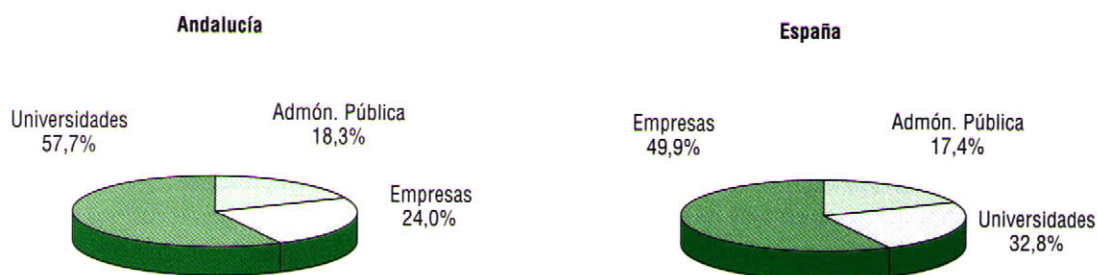 Andalucía
Universidades
57,7%
Admón. Pública
18,3%
Empresas
24,0%
España
Empresas
49,9%
Admón. Pública
17,4%
Universidades
32,8%